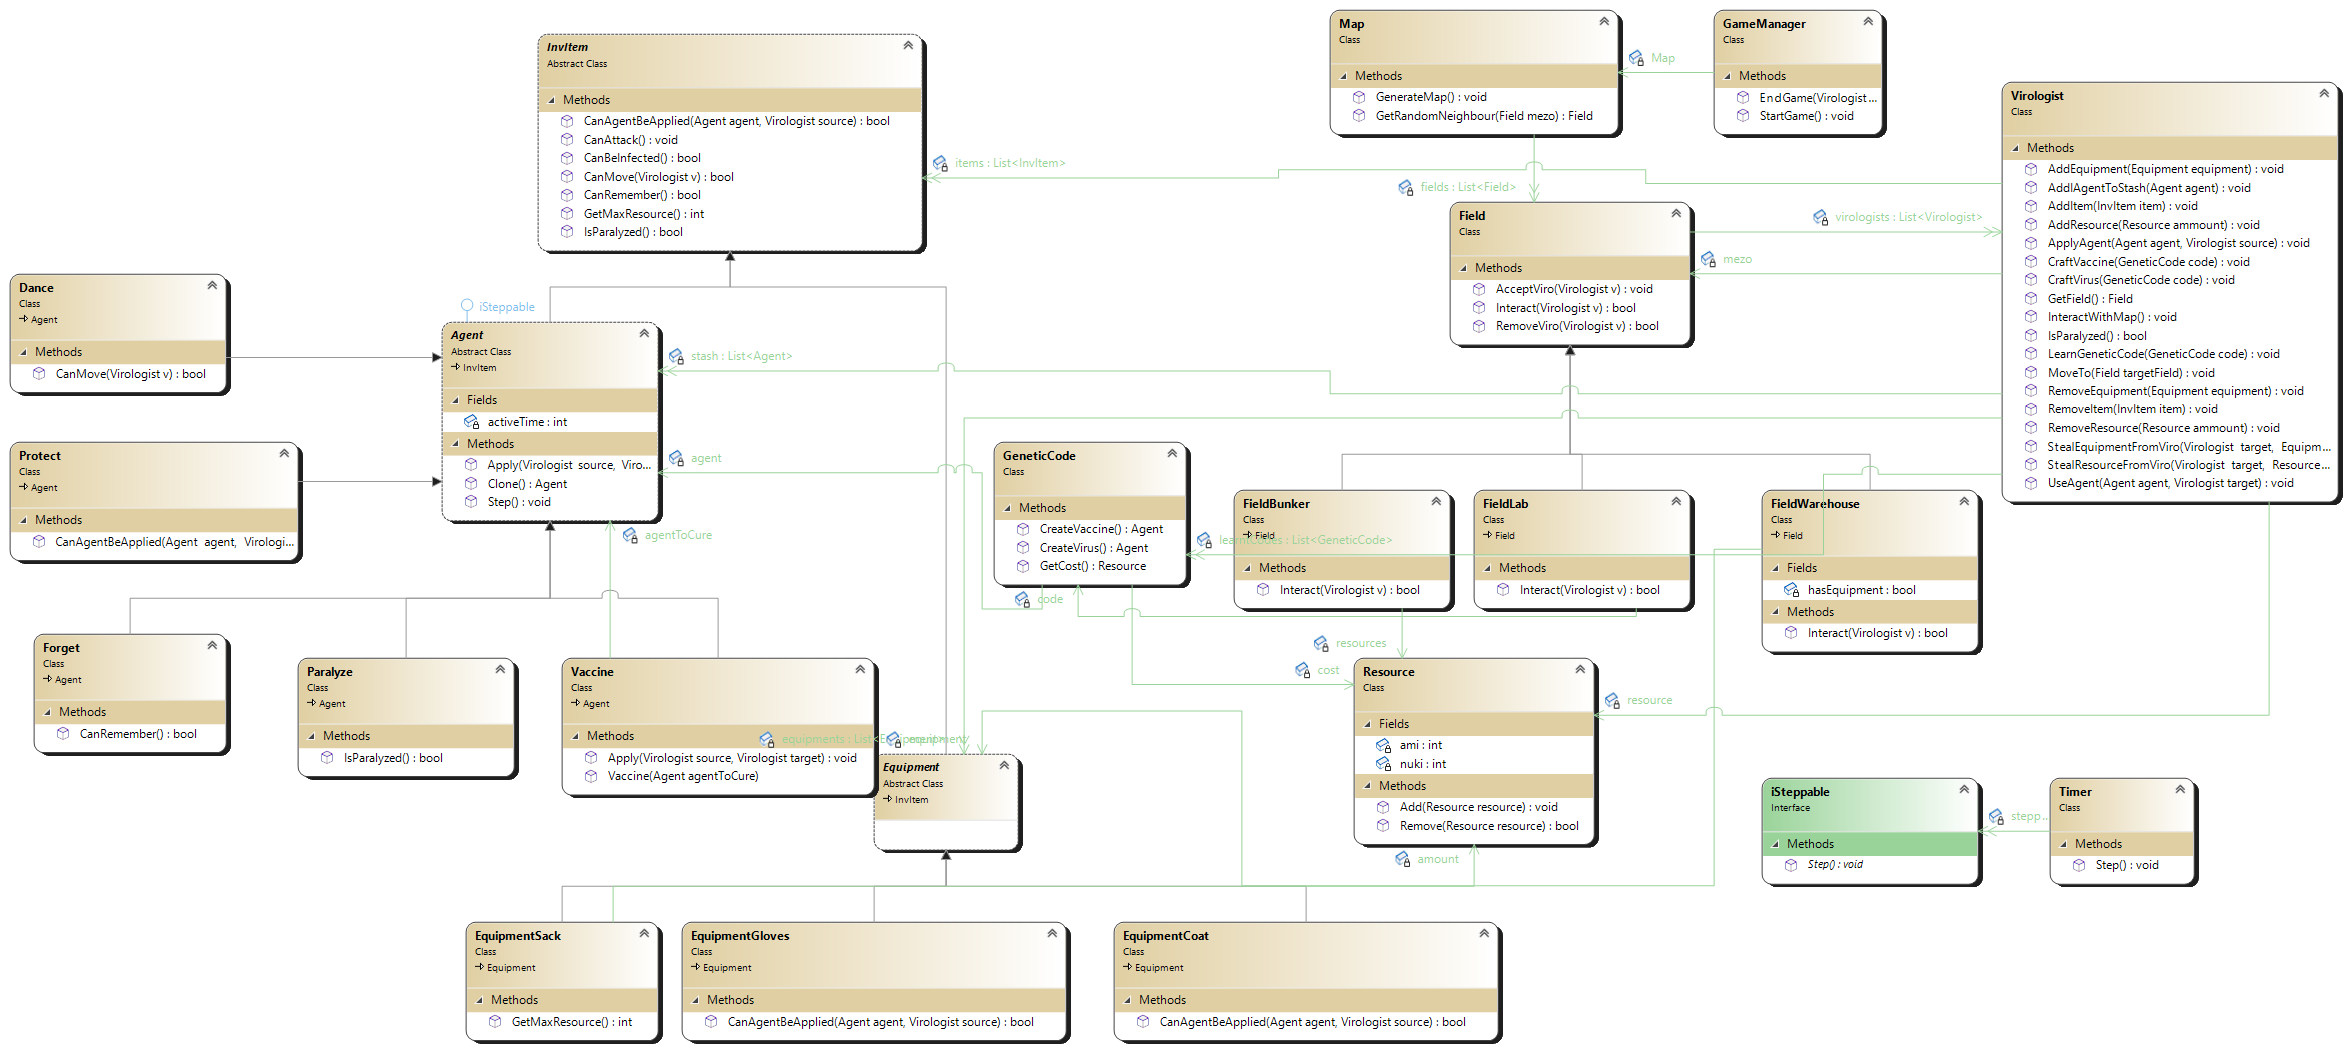 InvItem
Abstract Class
Methods
CanAgentBeApplied(Agent agent, Virologist source) : bool
CanAttack() : void
CanBeInfected() : bool
CanMove(Virologist v) : bool
CanRemember() : bool
GetMaxResource() : int
IsParalyzed() : bool
items : List<InvItem>
Map
Class
Methods
GenerateMap() : void
GetRandomNeighbour(Field mezo) : Field
Map
GameManager
Class
Methods
EndGame(Virologist ...
StartGame() : void
fields : List<Field>
Field
Class
Methods
AcceptViro(Virologist v) : void
Interact(Virologist v) : bool
RemoveViro(Virologist v) : bool
virologists : List<Virologist>
mezo
Virologist
Class
Methods
AddEquipment(Equipment equipment) : void
AddIAgentToStash(Agent agent) : void
AddItem(InvItem item) : void
AddResource(Resource ammount) : void
ApplyAgent(Agent agent, Virologist source) : void
CraftVaccine(GeneticCode code) : void
CraftVirus(GeneticCode code) : void
GetField() : Field
InteractWithMap() : void
IsParalyzed() : bool
LearnGeneticCode(GeneticCode code) : void
MoveTo(Field targetField) : void
RemoveEquipment(Equipment equipment) : void
RemoveItem(InvItem item) : void
RemoveResource(Resource ammount) : void
StealEquipmentFromViro(Virologist target, Equipm...
StealResourceFromViro(Virologist target, Resource...
UseAgent(Agent agent, Virologist target) : void
Dance
Class
Agent
Methods
CanMove(Virologist v) : bool
Protect
Class
Agent
Methods
CanAgentBeApplied(Agent agent, Virologi...
iSteppable
Agent
Abstract Class
InvItem
Fields
activeTime : int
Methods
Apply(Virologist source, Viro...
Clone() : Agent
Step() : void
stash : List<Agent>
agent
agentToCure
GeneticCode
Class
Methods
CreateVaccine() : Agent
CreateVirus() : Agent
GetCost() : Resource
code
FieldBunker
Class
Field
Methods
Interact(Virologist v) : bool
List<GeneticCode>
FieldLab
Class
Field
Methods
Interact(Virologist v) : bool
FieldWarehouse
Class
Field
Fields
hasEquipment : bool
Methods
Interact(Virologist v) : bool
Forget
Class
Agent
Methods
CanRemember() : bool
Paralyze
Class
Agent
Methods
IsParalyzed() : bool
Vaccine
Class
Agent
Methods
Apply(Virologist source, Virologist target) : void
Vaccine(Agent agentToCure)
equipments : List<Equipment>
equipment
Equipment
Abstract Class
InvItem
resources
cost
Resource
Class
Fields
ami : int
nuki : int
Methods
Add(Resource resource) : void
Remove(Resource resource) : bool
resource
amount
iSteppable
Interface
Methods
Step() : void
stepp...
Timer
Class
Methods
Step() : void
EquipmentSack
Class
Equipment
Methods
GetMaxResource() : int
EquipmentGloves
Class
Equipment
Methods
CanAgentBeApplied(Agent agent, Virologist source) : bool
EquipmentCoat
Class
Equipment
Methods
CanAgentBeApplied(Agent agent, Virologist source) : bool